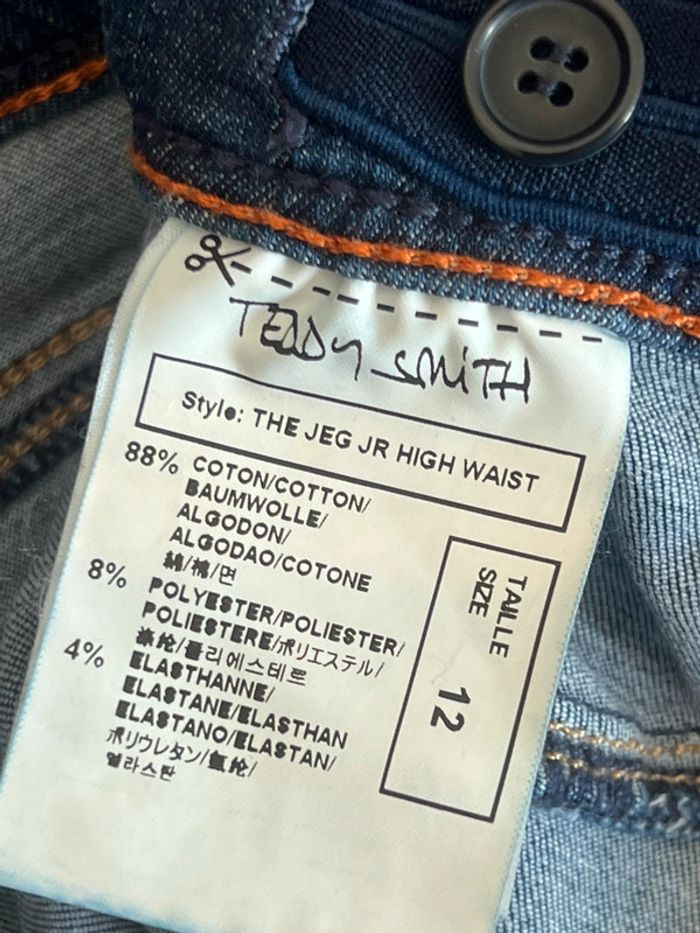 TEDDY SMITH
Style: THE JEG JR HIGH WAIST
88% COTON/COTTON/
BAUMWOLLE/
ALGODON/
ALGODAO/COTONE
綿/棉/면
8% POLYESTER/POLIESTER/
POLIESTERE/ポリエステル/
涤纶/폴리에스테르
4% ELASTHANNE/
ELASTANE/ELASTHAN
ELASTANO/ELASTAN/
ポリウレタン/氨纶/
엘라스탄
TAILLE
SIZE
12